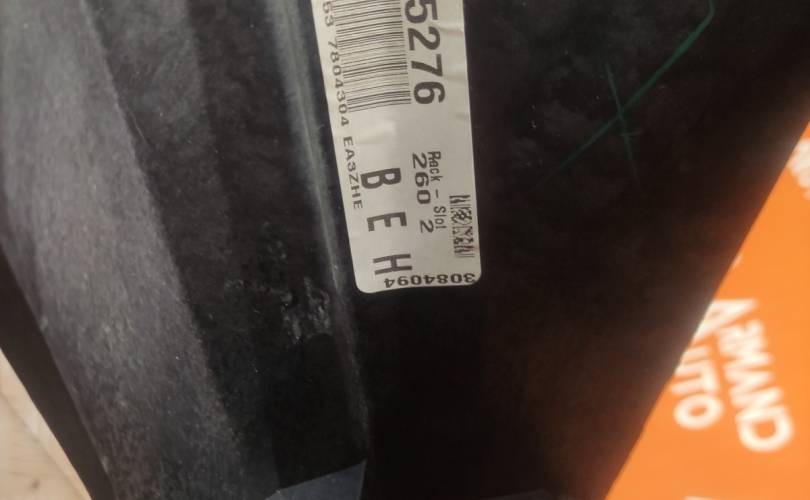 5276
53 7804304 EA3ZHE
Rack - Slot
260 2
B E H
3084094
ARMAND
AUTO